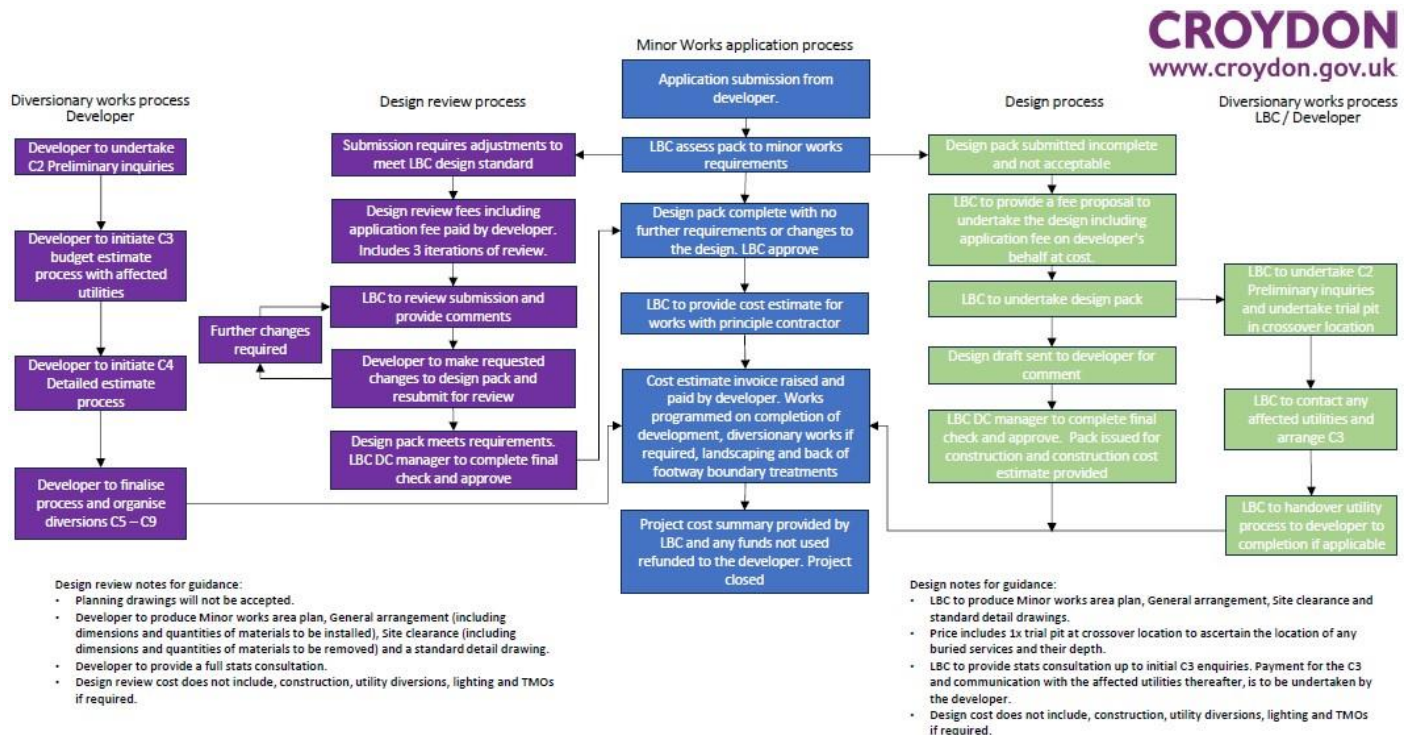 CROYDON
www.croydon.gov.uk
Minor Works application process
Diversionary works process
Developer
Design review process
Design process
Diversionary works process
LBC / Developer
Application submission from
developer.
Developer to undertake
C2 Preliminary inquiries
Submission requires adjustments to
meet LBC design standard
LBC assess pack to minor works
requirements
Design pack submitted incomplete
and not acceptable
Developer to initiate C3
budget estimate
process with affected
utilities
Design review fees including
application fee paid by developer.
Includes 3 iterations of review.
Design pack complete with no
further requirements or changes to
the design. LBC approve
LBC to provide a fee proposal to
undertake the design including
application fee on developer's
behalf at cost.
LBC to review submission and
provide comments
LBC to provide cost estimate for
works with principle contractor
LBC to undertake design pack
LBC to undertake C2
Preliminary inquiries
and undertake trial pit
in crossover location
Further changes
required
Developer to initiate C4
Detailed estimate
process
Developer to make requested
changes to design pack and
resubmit for review
Cost estimate invoice raised and
paid by developer. Works
programmed on completion of
development, diversionary works if
required, landscaping and back of
footway boundary treatments
Design draft sent to developer for
comment
LBC to contact any
affected utilities and
arrange C3
Design pack meets requirements.
LBC DC manager to complete final
check and approve
LBC DC manager to complete final
check and approve. Pack issued for
construction and construction cost
estimate provided
Developer to finalise
process and organise
diversions C5 – C9
Project cost summary provided by
LBC and any funds not used
refunded to the developer. Project
closed
LBC to handover utility
process to developer to
completion if applicable
Design review notes for guidance:
• Planning drawings will not be accepted.
• Developer to produce Minor works area plan, General arrangement (including
dimensions and quantities of materials to be installed), Site clearance (including
dimensions and quantities of materials to be removed) and a standard detail drawing.
• Developer to provide a full stats consultation.
• Design review cost does not include, construction, utility diversions, lighting and TMOs
if required.
Design notes for guidance:
• LBC to produce Minor works area plan, General arrangement, Site clearance and
standard detail drawings.
• Price includes 1x trial pit at crossover location to ascertain the location of any
buried services and their depth.
• LBC to provide stats consultation up to initial C3 enquiries. Payment for the C3
and communication with the affected utilities thereafter, is to be undertaken by
the developer.
• Design cost does not include, construction, utility diversions, lighting and TMOs
if required.